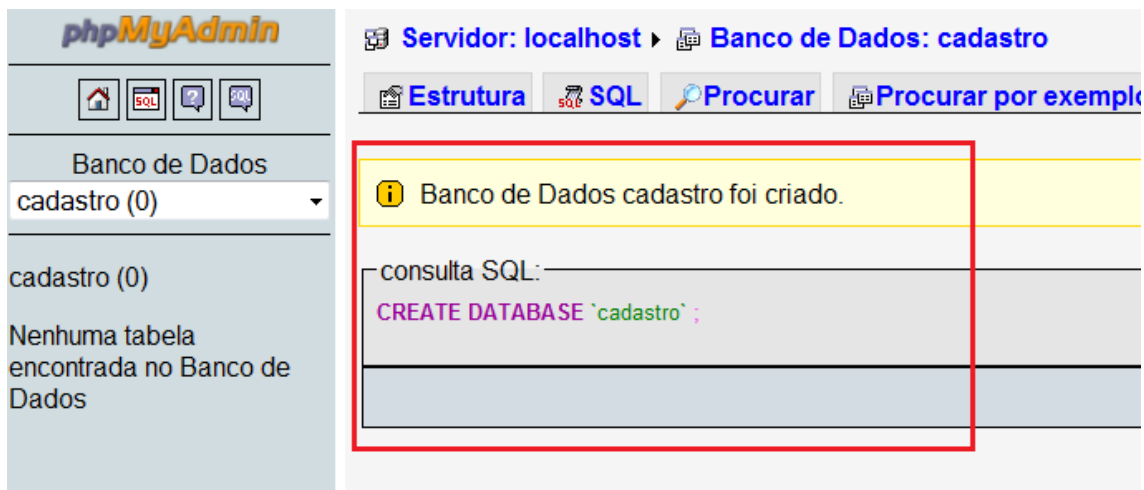 phpMyAdmin
SQL
SQL
Banco de Dados
cadastro (0)
cadastro (0)
Nenhuma tabela
encontrada no Banco de
Dados
Servidor: localhost ▸ Banco de Dados: cadastro
Estrutura SQL Procurar Procurar por exemplo
Banco de Dados cadastro foi criado.
consulta SQL:
CREATE DATABASE `cadastro` ;